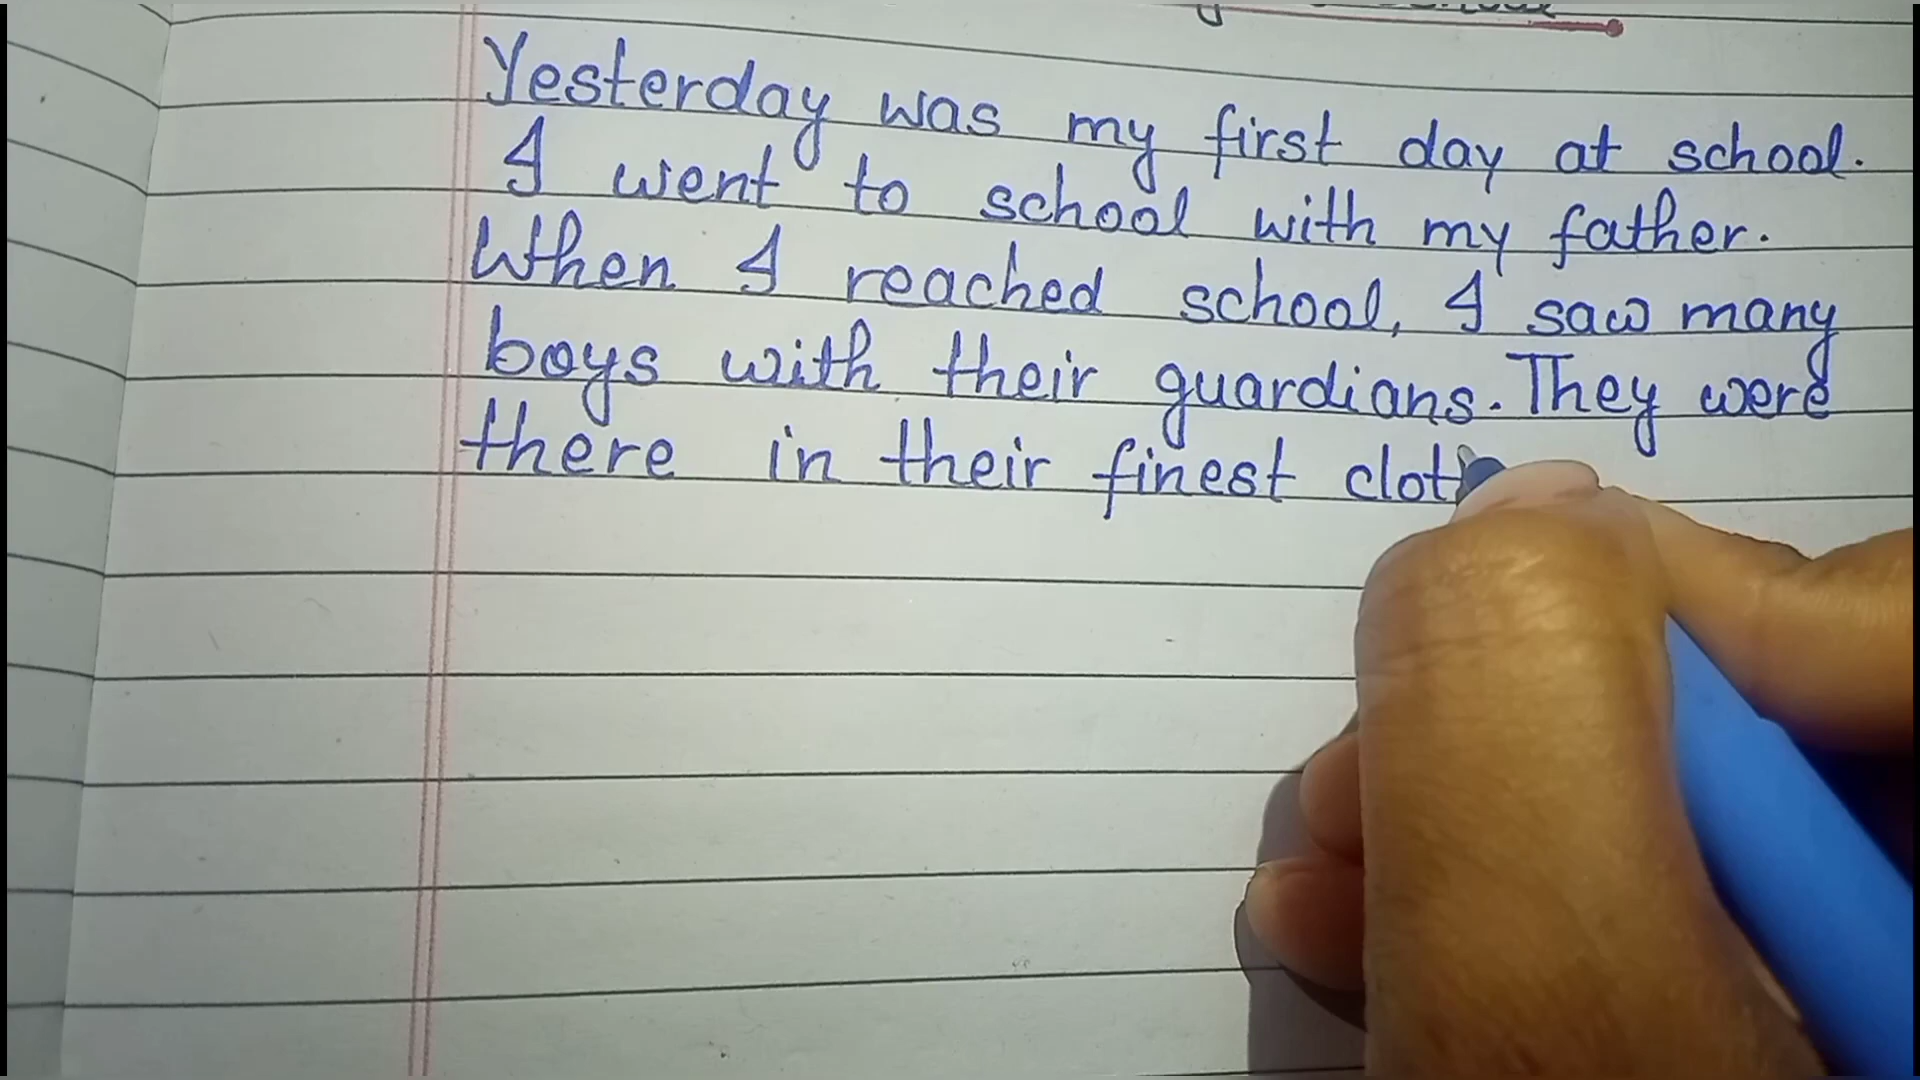 school
Yesterday was my first day at school.
I went to school with my father.
When I reached school, I saw many
boys with their guardians. They were
there in their finest clot